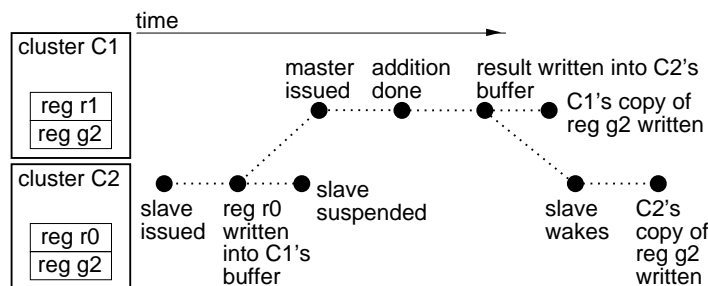 time
cluster C1
reg r1
reg g2
master
issued
addition
done
result written into C2's
buffer
C1's copy of
reg g2 written
cluster C2
reg r0
reg g2
slave
issued
reg r0
written
into C1's
buffer
slave
suspended
slave
wakes
C2's
copy of
reg g2
written